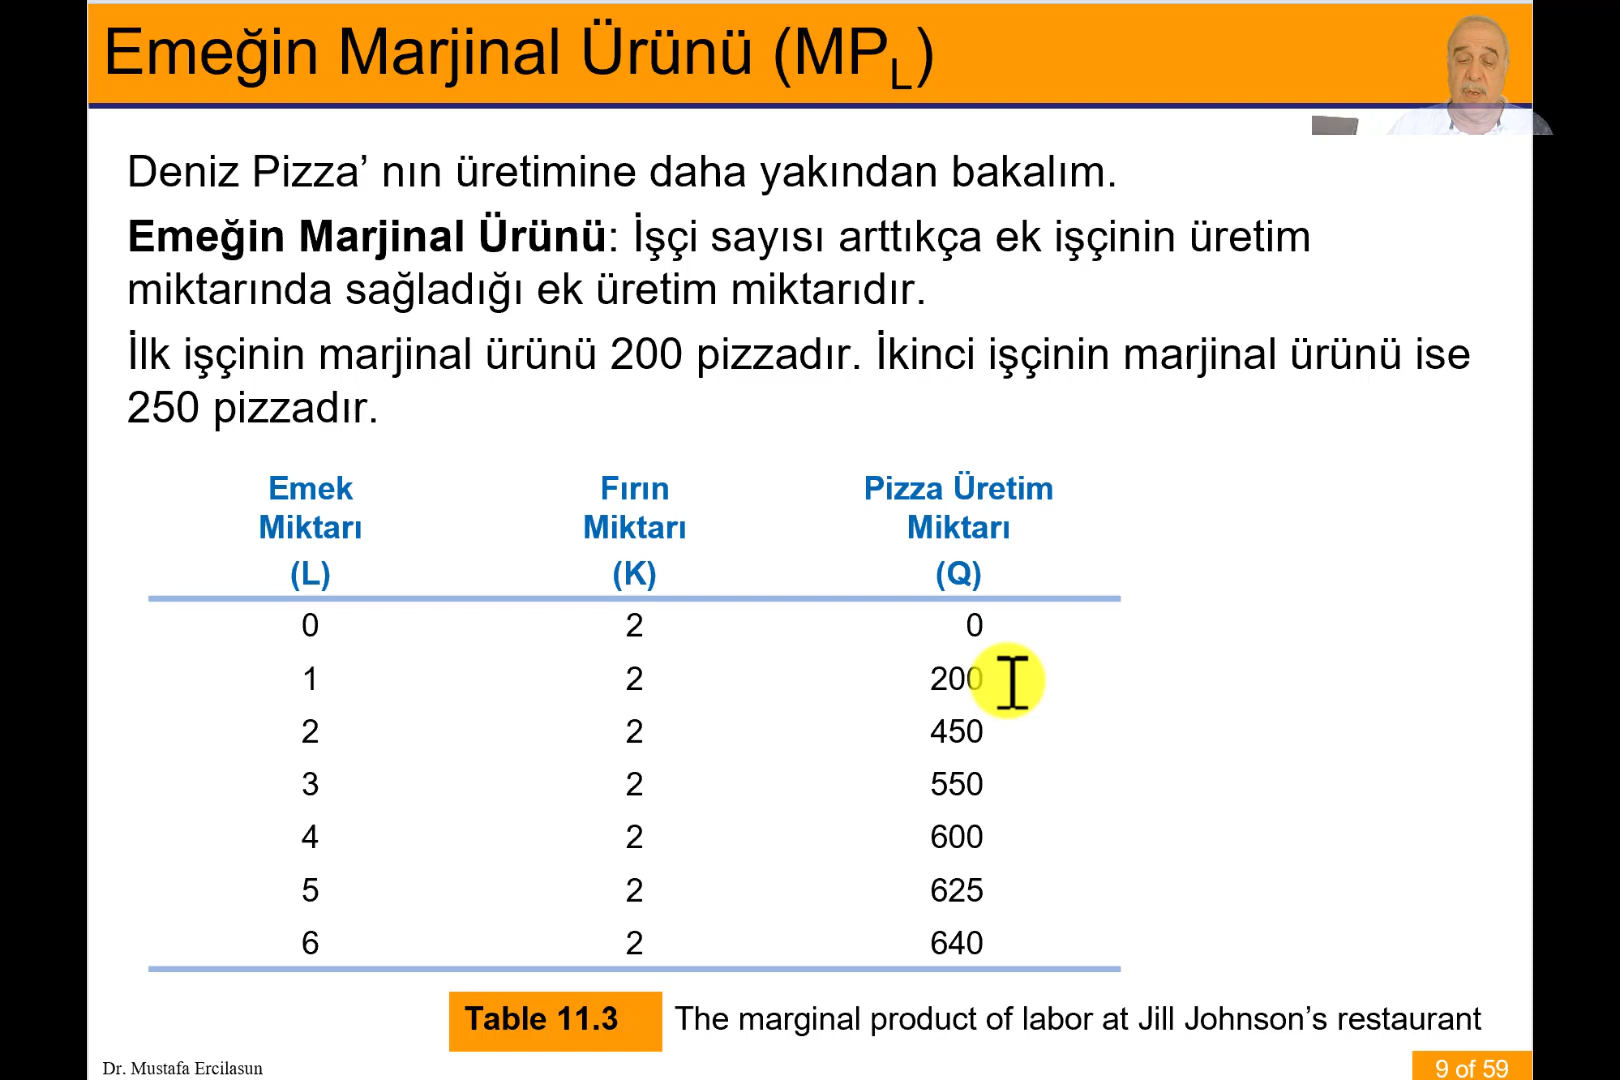 Emeğin Marjinal Ürünü (MPL)
Deniz Pizza’ nın üretimine daha yakından bakalım.
Emeğin Marjinal Ürünü: İşçi sayısı arttıkça ek işçinin üretim
miktarında sağladığı ek üretim miktarıdır.
İlk işçinin marjinal ürünü 200 pizzadır. İkinci işçinin marjinal ürünü ise
250 pizzadır.
Emek Fırın Pizza Üretim
Miktarı Miktarı Miktarı
(L) (K) (Q)
0 2 0
1 2 200
2 2 450
3 2 550
4 2 600
5 2 625
6 2 640
Table 11.3 The marginal product of labor at Jill Johnson’s restaurant
Dr. Mustafa Ercilasun 9 of 59